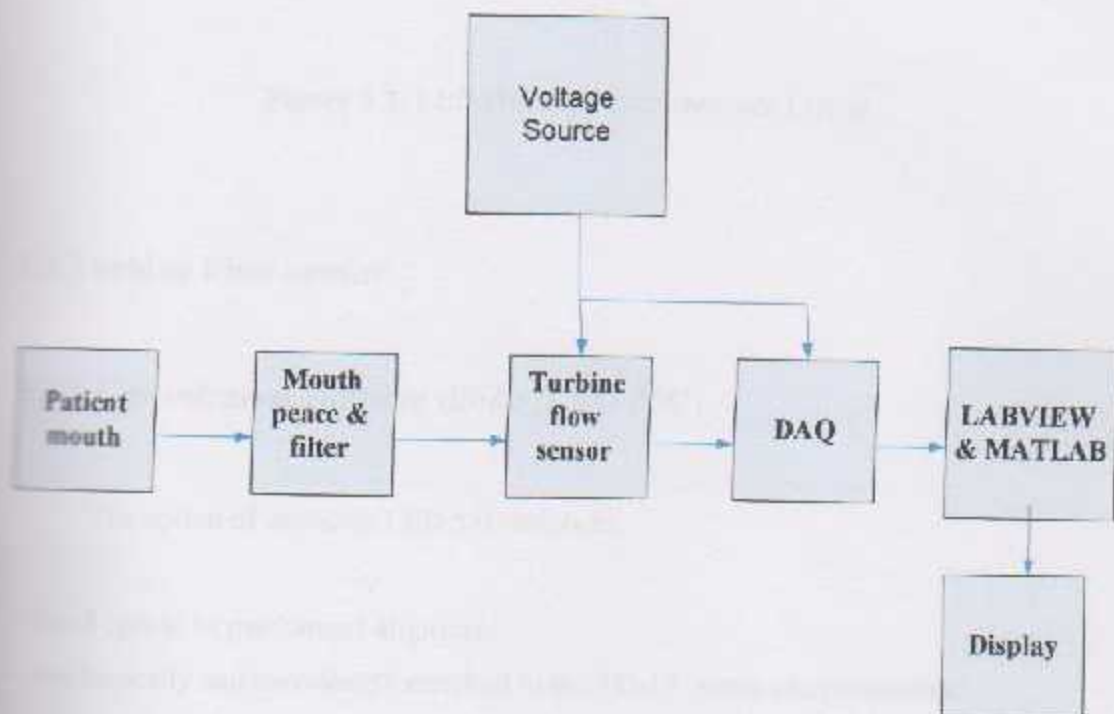 Voltage
Source
Patient
mouth
Mouth
peace &
filter
Turbine
flow
sensor
DAQ
LABVIEW
& MATLAB
Display